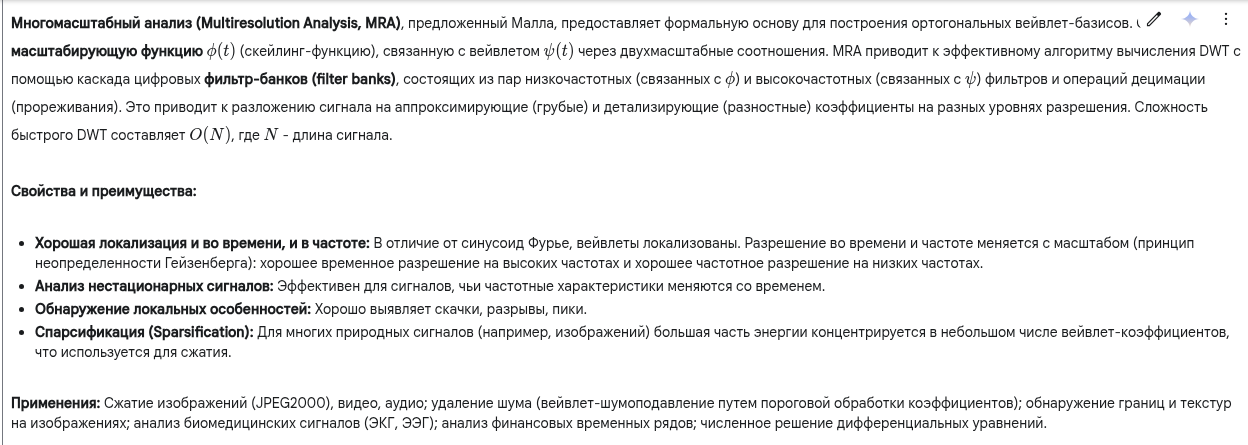 Многомасштабный анализ (Multiresolution Analysis, MRA), предложенный Малла, предоставляет формальную основу для построения ортогональных вейвлет-базисов.
масштабирующую функцию ϕ(t) (скейлинг-функцию), связанную с вейвлетом ψ(t) через двухмасштабные соотношения. MRA приводит к эффективному алгоритму вычисления DWT с
помощью каскада цифровых фильтр-банков (filter banks), состоящих из пар низкочастотных (связанных с ϕ) и высокочастотных (связанных с ψ) фильтров и операций децимации
(прореживания). Это приводит к разложению сигнала на аппроксимирующие (грубые) и детализирующие (разностные) коэффициенты на разных уровнях разрешения. Сложность
быстрого DWT составляет O(N), где N - длина сигнала.
Свойства и преимущества:
• Хорошая локализация и во времени, и в частоте: В отличие от синусоид Фурье, вейвлеты локализованы. Разрешение во времени и частоте меняется с масштабом (принцип
неопределенности Гейзенберга): хорошее временное разрешение на высоких частотах и хорошее частотное разрешение на низких частотах.
• Анализ нестационарных сигналов: Эффективен для сигналов, чьи частотные характеристики меняются со временем.
• Обнаружение локальных особенностей: Хорошо выявляет скачки, разрывы, пики.
• Спарсификация (Sparsification): Для многих природных сигналов (например, изображений) большая часть энергии концентрируется в небольшом числе вейвлет-коэффициентов,
что используется для сжатия.
Применения: Сжатие изображений (JPEG2000), видео, аудио; удаление шума (вейвлет-шумоподавление путем пороговой обработки коэффициентов); обнаружение границ и текстур
на изображениях; анализ биомедицинских сигналов (ЭКГ, ЭЭГ); анализ финансовых временных рядов; численное решение дифференциальных уравнений.